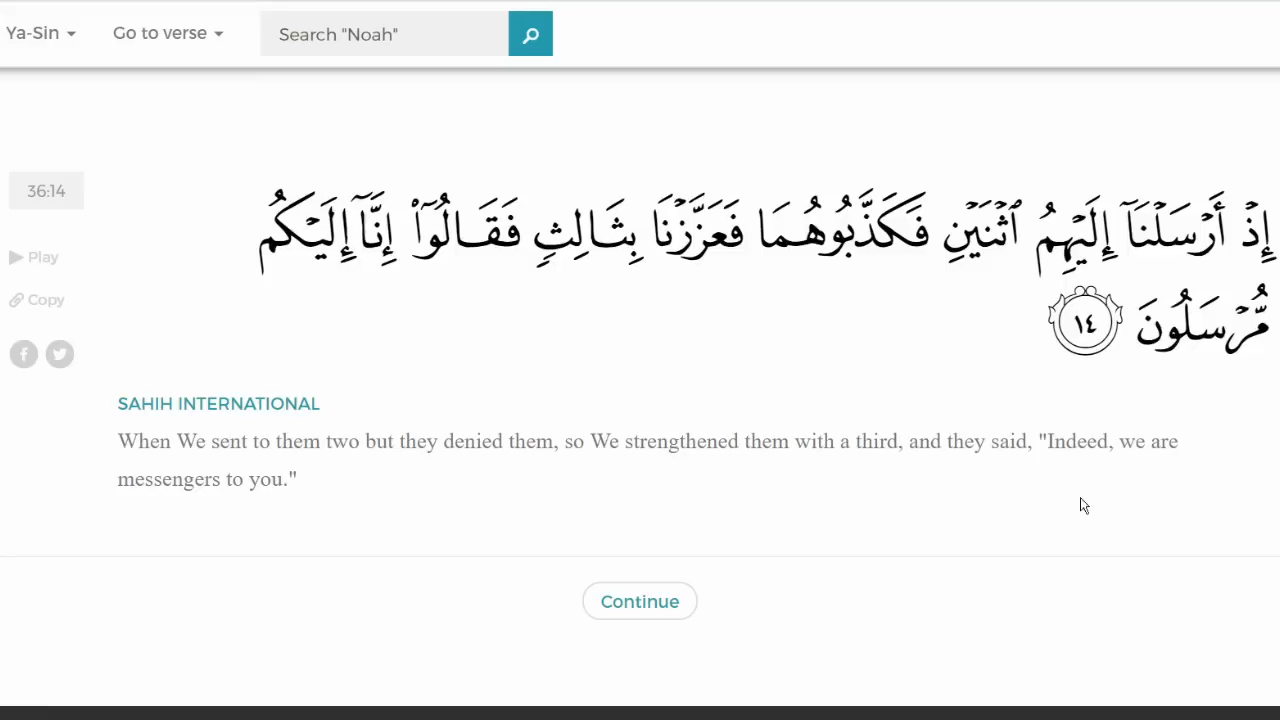 Ya-Sin Go to verse Search "Noah"
36:14
إِذْ أَرْسَلْنَآ إِلَيْهِمُ ٱثْنَيْنِ فَكَذَّبُوهُمَا فَعَزَّزْنَا بِثَالِثٍ فَقَالُوٓا۟ إِنَّآ إِلَيْكُم
مُّرْسَلُونَ ١٤
Play
Copy
SAHIH INTERNATIONAL
When We sent to them two but they denied them, so We strengthened them with a third, and they said, "Indeed, we are
messengers to you."
Continue